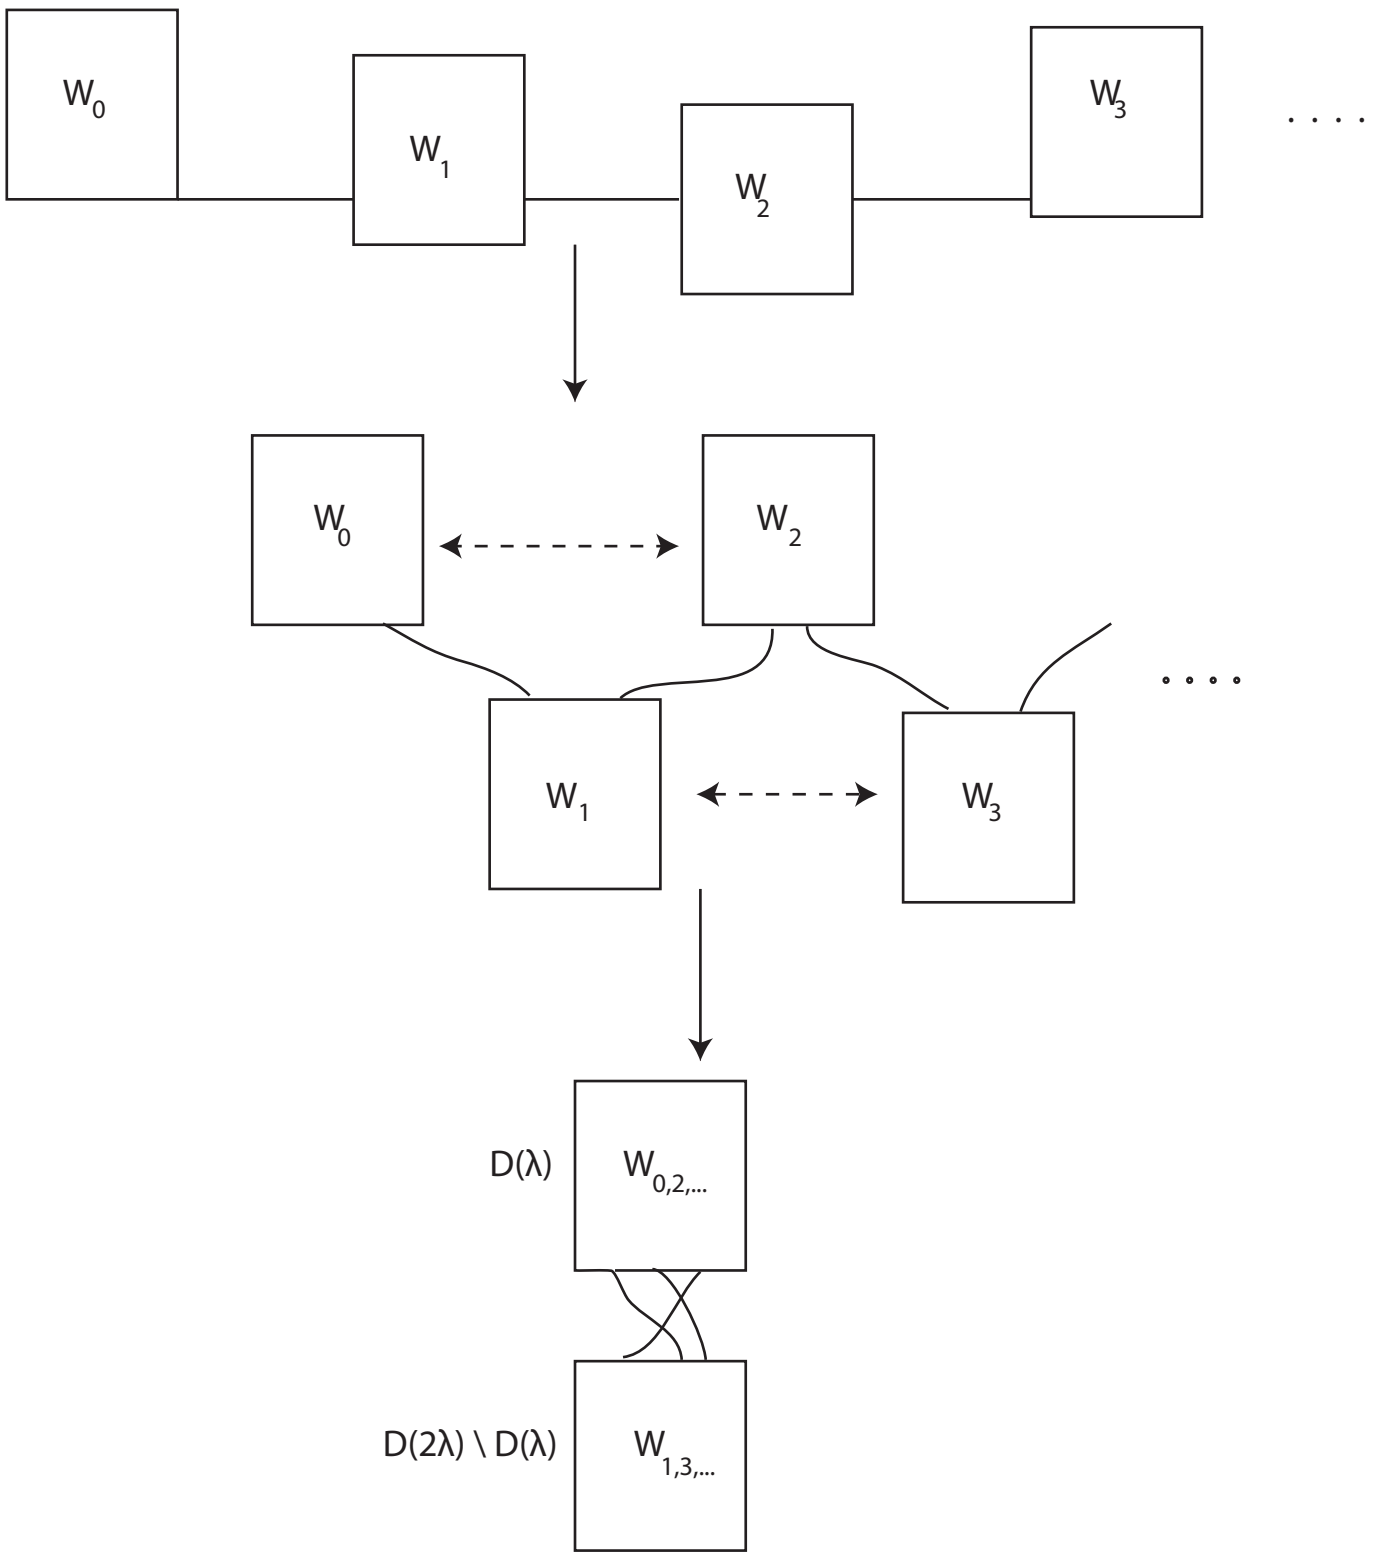 W₀
W₁
W₂
W₃
. . . .
W₀
W₂
W₁
W₃
D(λ)
W₀,₂,...
D(2λ) \ D(λ)
W₁,₃,...